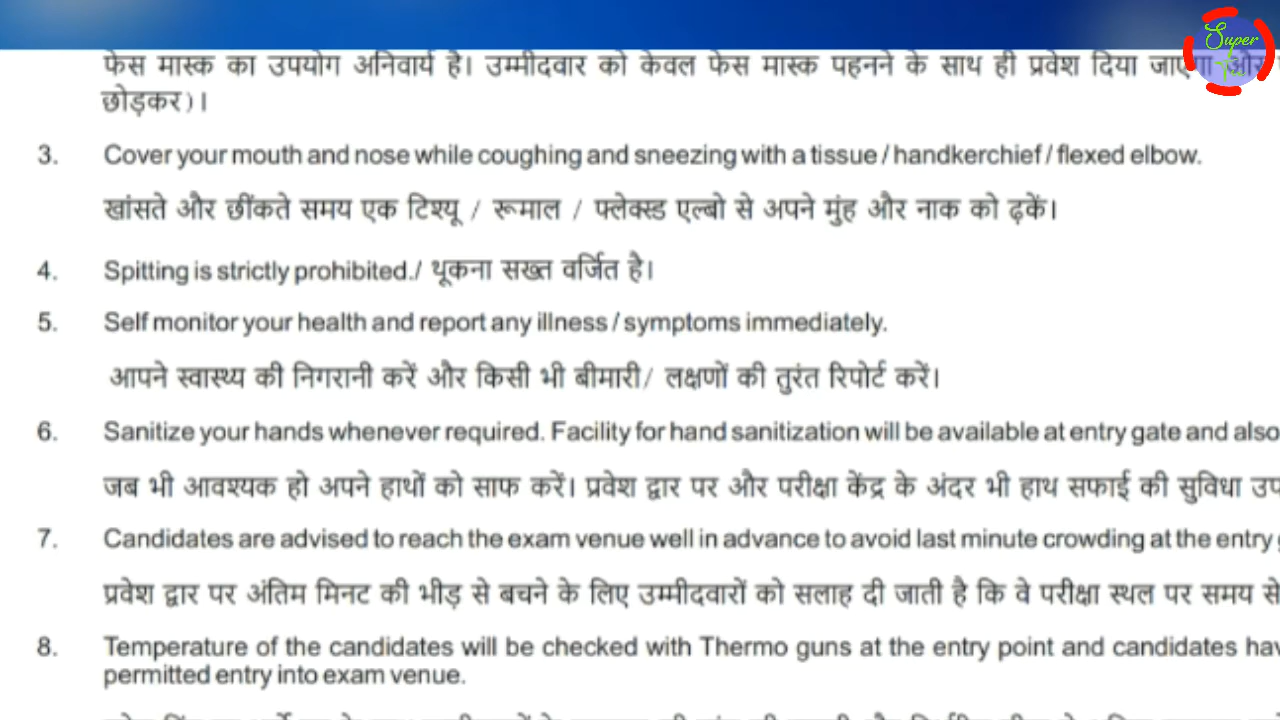 फेस मास्क का उपयोग अनिवार्य है। उम्मीदवार को केवल फेस मास्क पहनने के साथ ही प्रवेश दिया जाएगा और
छोड़कर)।
Super
3. Cover your mouth and nose while coughing and sneezing with a tissue / handkerchief / flexed elbow.
खांसते और छींकते समय एक टिश्यू / रूमाल / फ्लेक्स्ड एल्बो से अपने मुंह और नाक को ढ़कें।
4. Spitting is strictly prohibited./ थूकना सख्त वर्जित है।
5. Self monitor your health and report any illness / symptoms immediately.
आपने स्वास्थ्य की निगरानी करें और किसी भी बीमारी/ लक्षणों की तुरंत रिपोर्ट करें।
6. Sanitize your hands whenever required. Facility for hand sanitization will be available at entry gate and also
जब भी आवश्यक हो अपने हाथों को साफ करें। प्रवेश द्वार पर और परीक्षा केंद्र के अंदर भी हाथ सफाई की सुविधा
7. Candidates are advised to reach the exam venue well in advance to avoid last minute crowding at the entry
प्रवेश द्वार पर अंतिम मिनट की भीड़ से बचने के लिए उम्मीदवारों को सलाह दी जाती है कि वे परीक्षा स्थल पर समय से
8. Temperature of the candidates will be checked with Thermo guns at the entry point and candidates
permitted entry into exam venue.